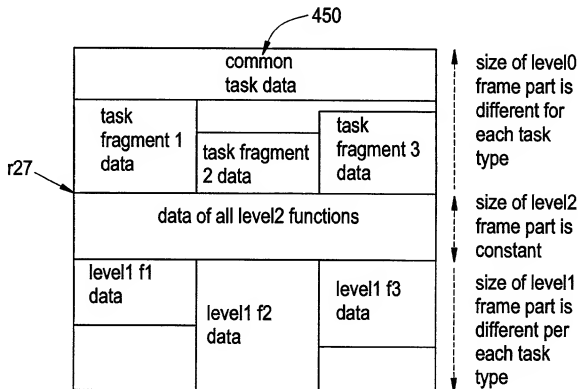 450
common
task data
task
fragment 1
data
task fragment
2 data
task
fragment 3
data
size of level0
frame part is
different for
each task
type
r27
data of all level2 functions
size of level2
frame part is
constant
level1 f1
data
level1 f2
data
level1 f3
data
size of level1
frame part is
different per
each task
type